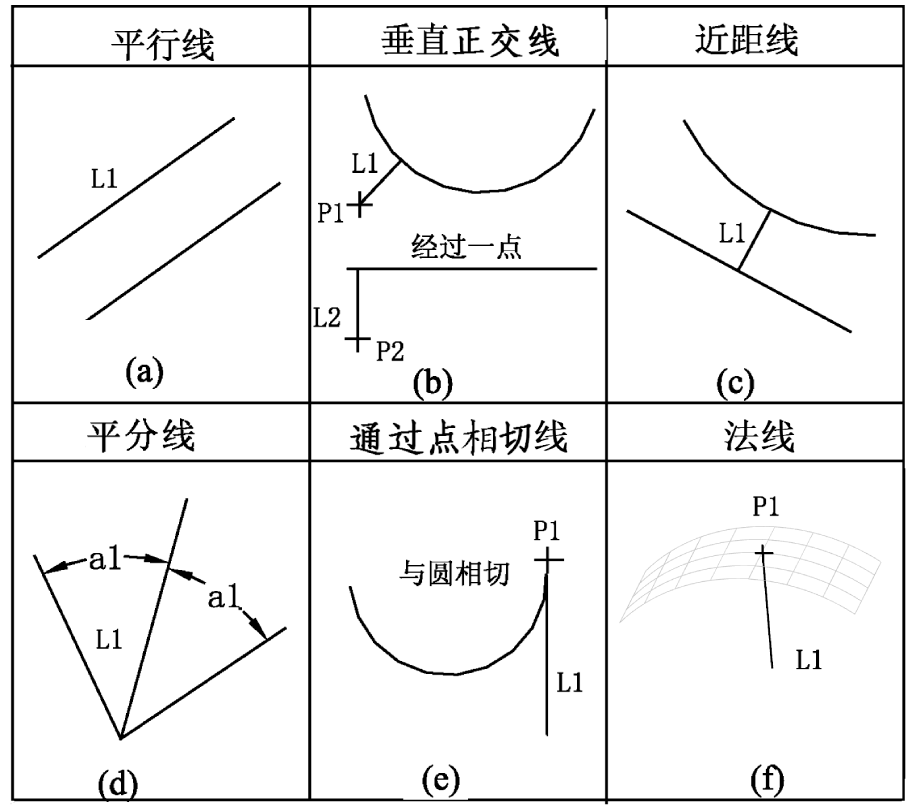 平行线
垂直正交线
近距线
L1
L1
P1
经过一点
L2
P2
L1
(a)
(b)
(c)
平分线
通过点相切线
法线
a1
a1
L1
P1
与圆相切
L1
P1
L1
(d)
(e)
(f)